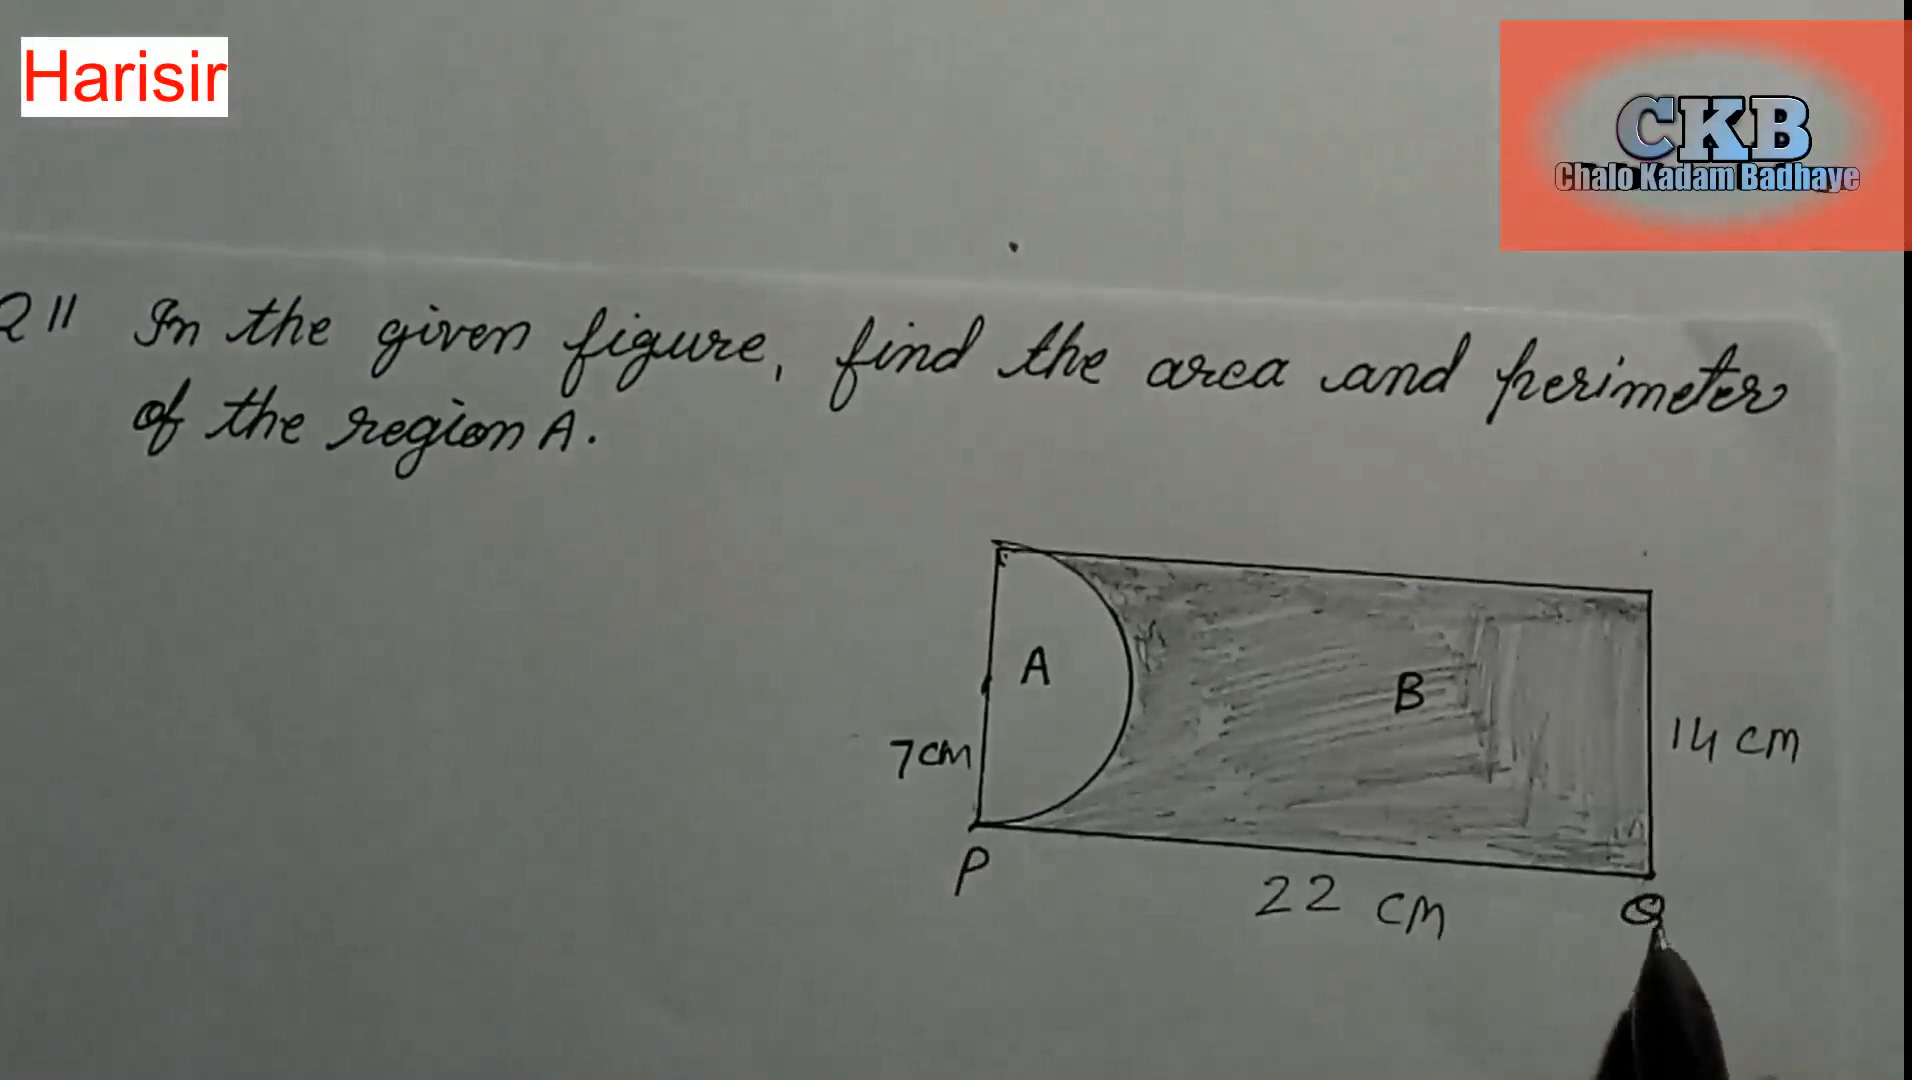 Harisir
CKB
Chalo Kadam Badhaye
Q 11 In the given figure, find the area and perimeter
of the region A.
A
B
7cm
14 cm
P
22 cm
Q